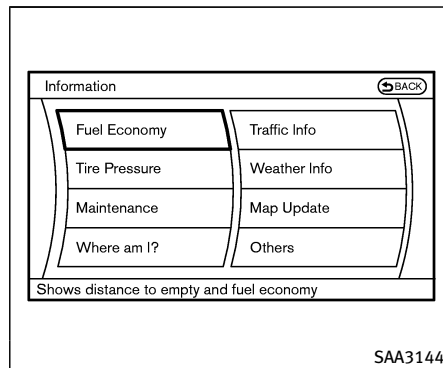 Information
BACK
Fuel Economy
Traffic Info
Tire Pressure
Weather Info
Maintenance
Map Update
Where am I?
Others
Shows distance to empty and fuel economy
SAA3144